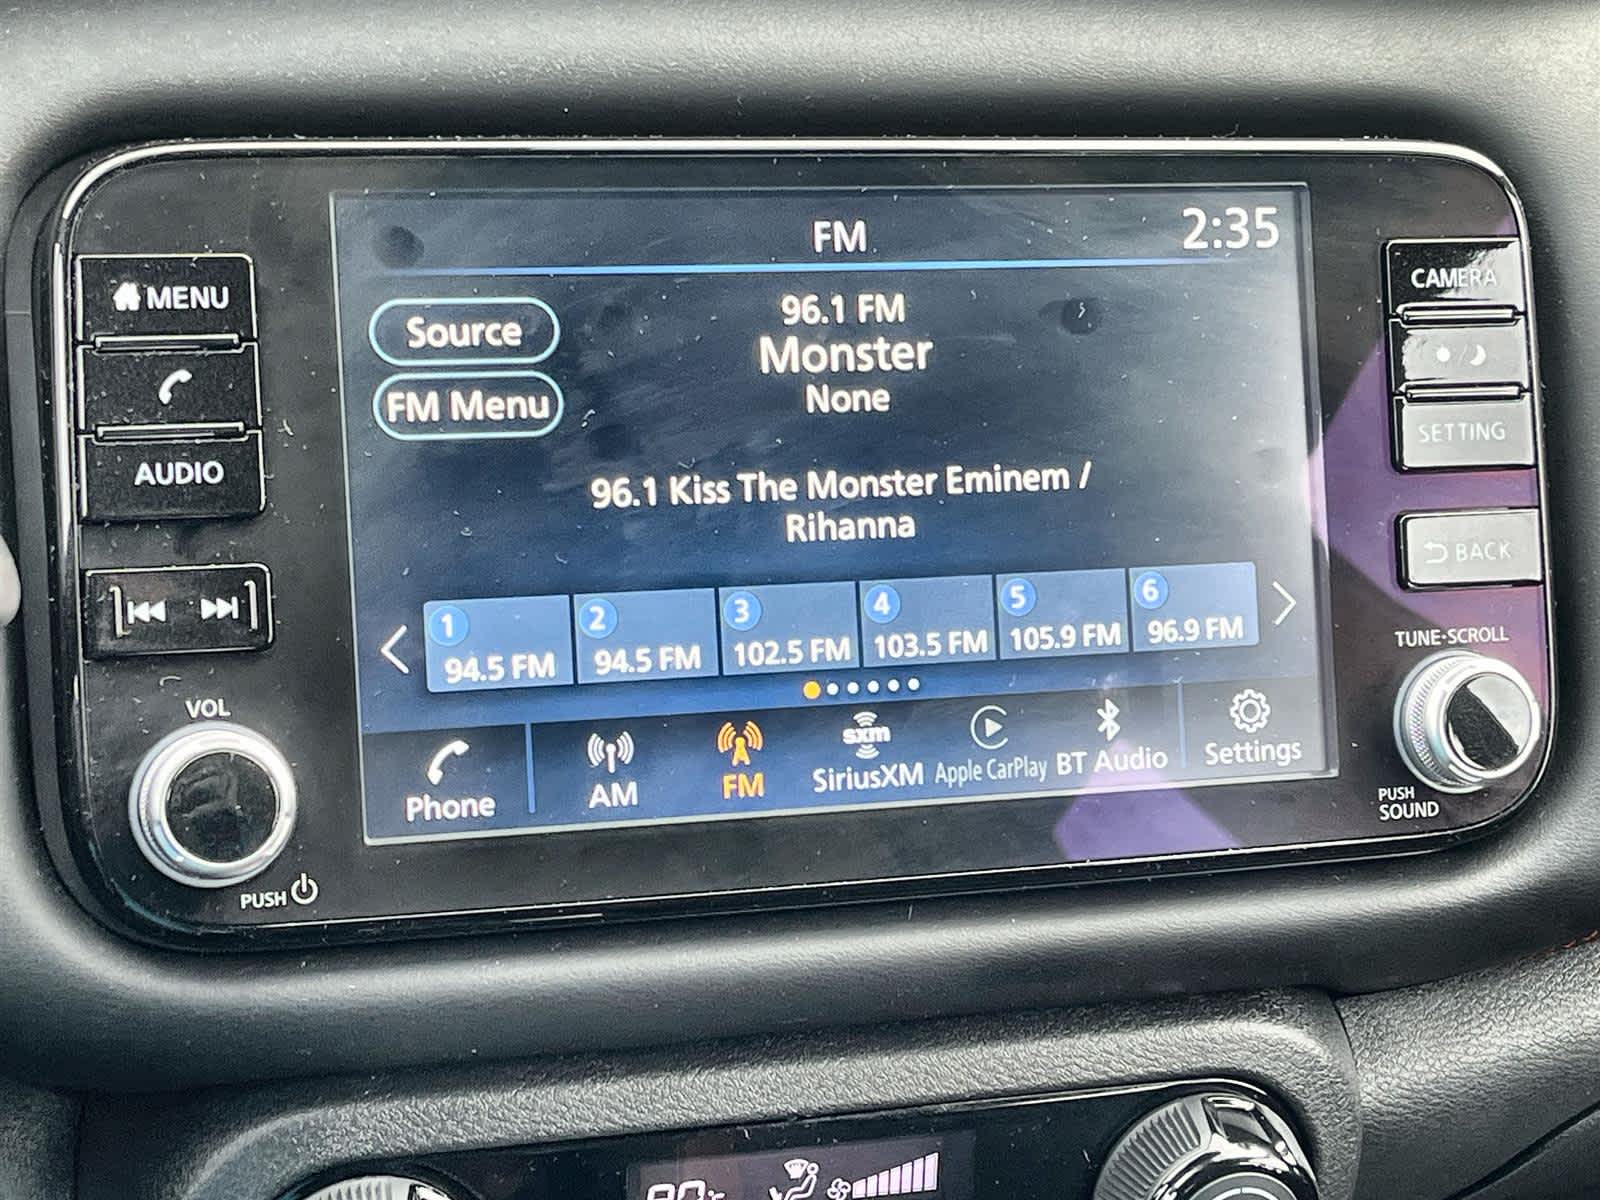 FM
2:35
MENU
AUDIO
VOL
PUSH
Source
FM Menu
96.1 FM
Monster
None
96.1 Kiss The Monster Eminem /
Rihanna
1 94.5 FM
2 94.5 FM
3 102.5 FM
4 103.5 FM
5 105.9 FM
6 96.9 FM
Phone
AM
FM
sxm
SiriusXM
Apple CarPlay
BT Audio
Settings
CAMERA
SETTING
BACK
TUNE·SCROLL
PUSH
SOUND